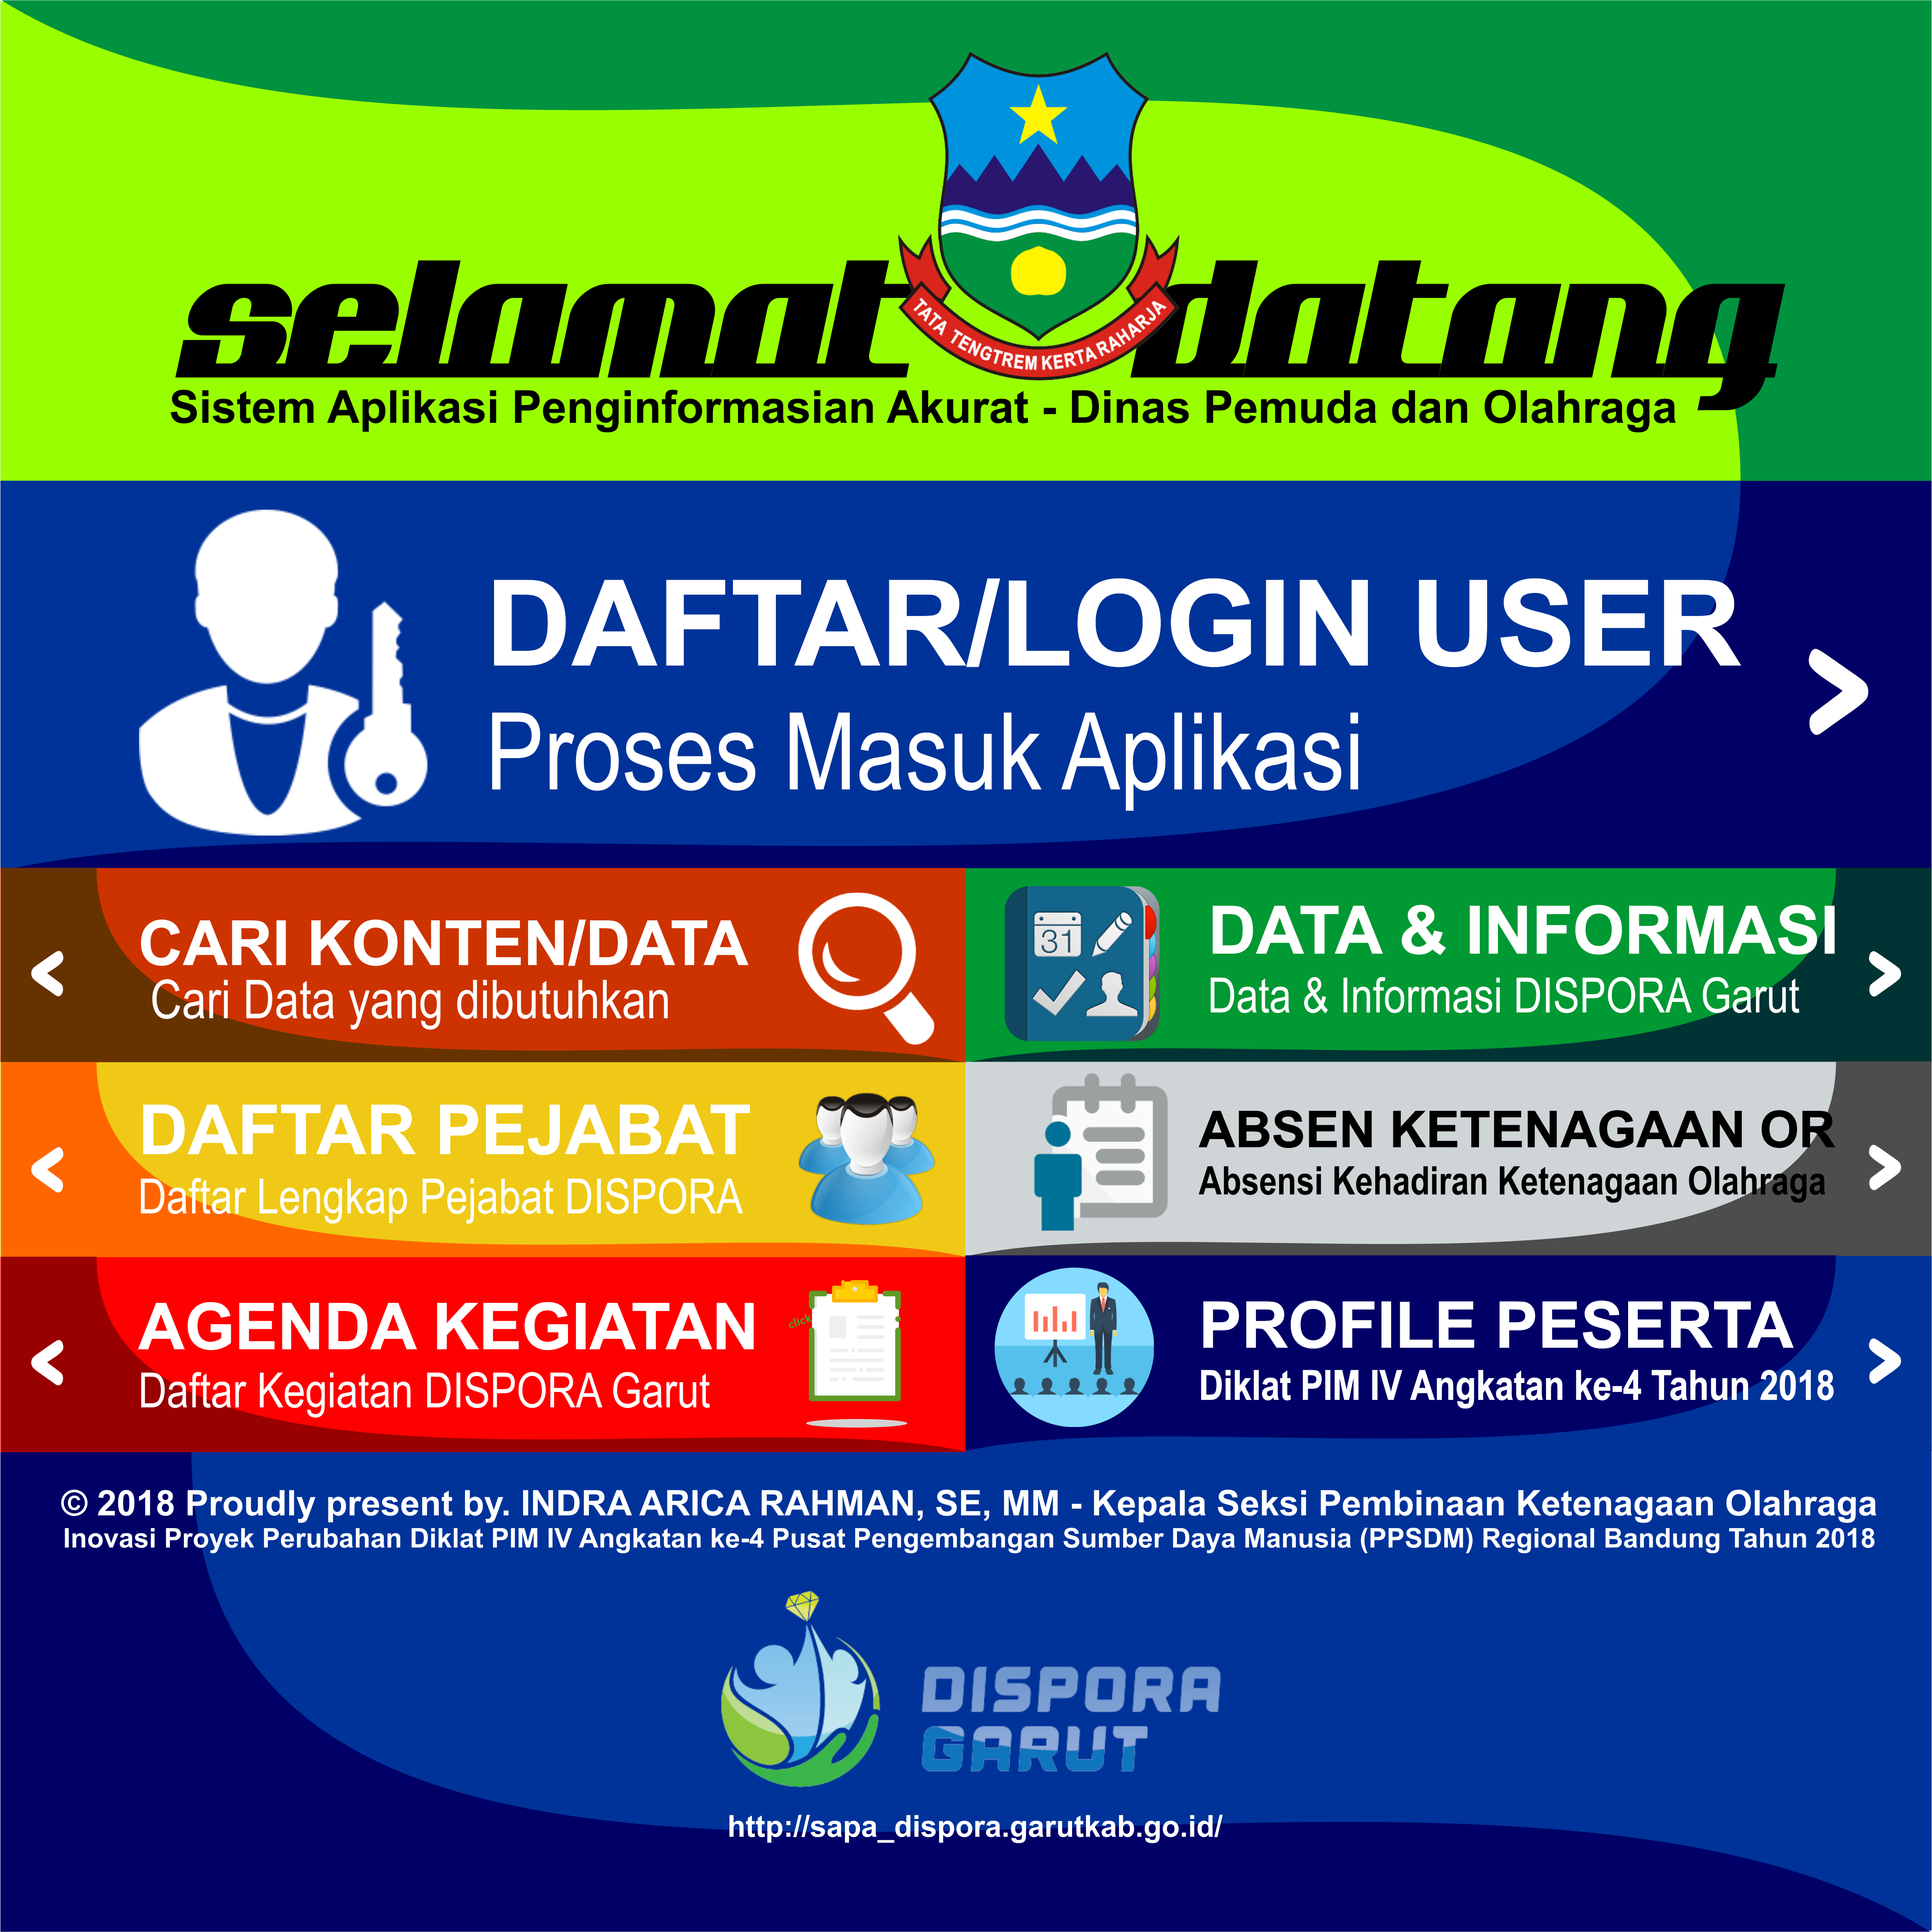 selamat datang
TATA TENGTREM KERTA RAHARJA
Sistem Aplikasi Penginformasian Akurat - Dinas Pemuda dan Olahraga
DAFTAR/LOGIN USER
Proses Masuk Aplikasi
>
<
CARI KONTEN/DATA
Cari Data yang dibutuhkan
31
DATA & INFORMASI
Data & Informasi DISPORA Garut
>
<
DAFTAR PEJABAT
Daftar Lengkap Pejabat DISPORA
ABSEN KETENAGAAN OR
Absensi Kehadiran Ketenagaan Olahraga
>
<
AGENDA KEGIATAN
Daftar Kegiatan DISPORA Garut
click
PROFILE PESERTA
Diklat PIM IV Angkatan ke-4 Tahun 2018
>
© 2018 Proudly present by. INDRA ARICA RAHMAN, SE, MM - Kepala Seksi Pembinaan Ketenagaan Olahraga
Inovasi Proyek Perubahan Diklat PIM IV Angkatan ke-4 Pusat Pengembangan Sumber Daya Manusia (PPSDM) Regional Bandung Tahun 2018
DISPORA
GARUT
http://sapa_dispora.garutkab.go.id/